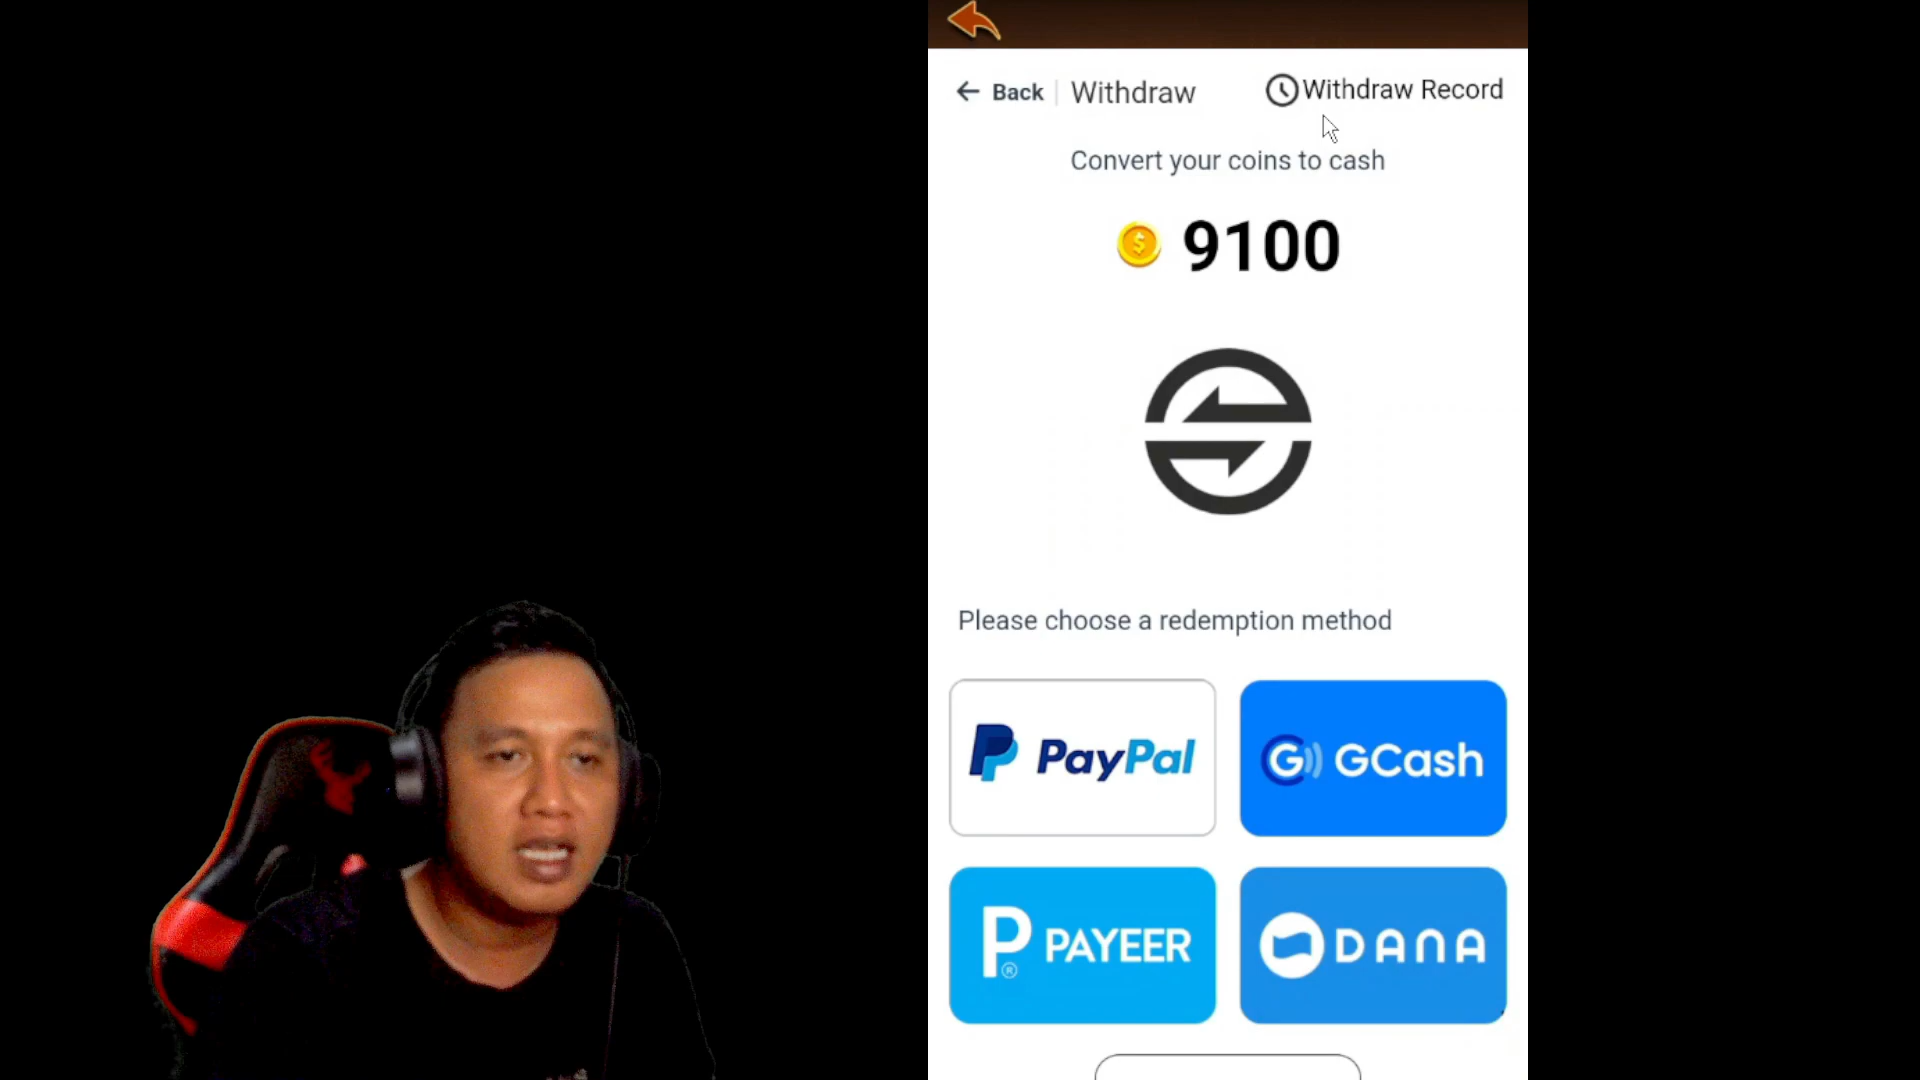 Back | Withdraw
Withdraw Record
Convert your coins to cash
9100
Please choose a redemption method
PayPal
GCash
PAYEER
DANA